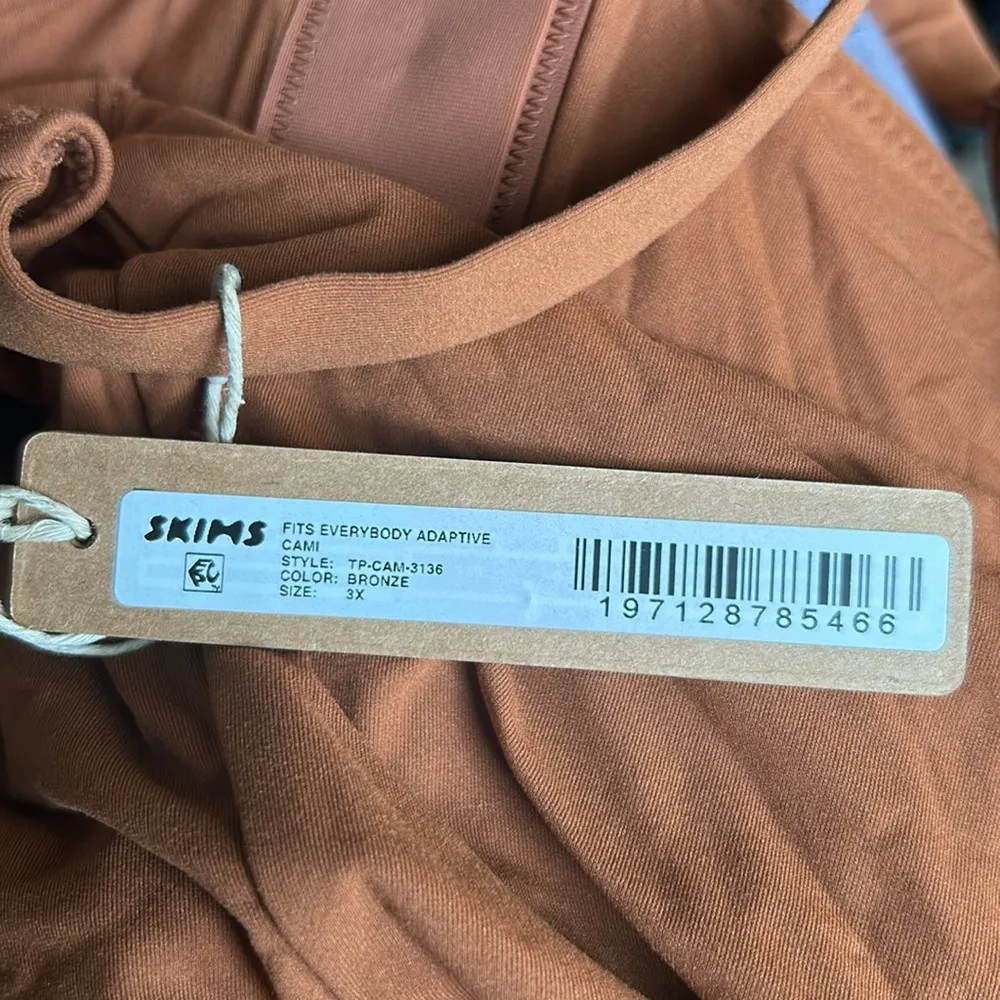 SKIMS
FITS EVERYBODY ADAPTIVE
CAMI
STYLE: TP-CAM-3136
COLOR: BRONZE
SIZE: 3X
197128785466